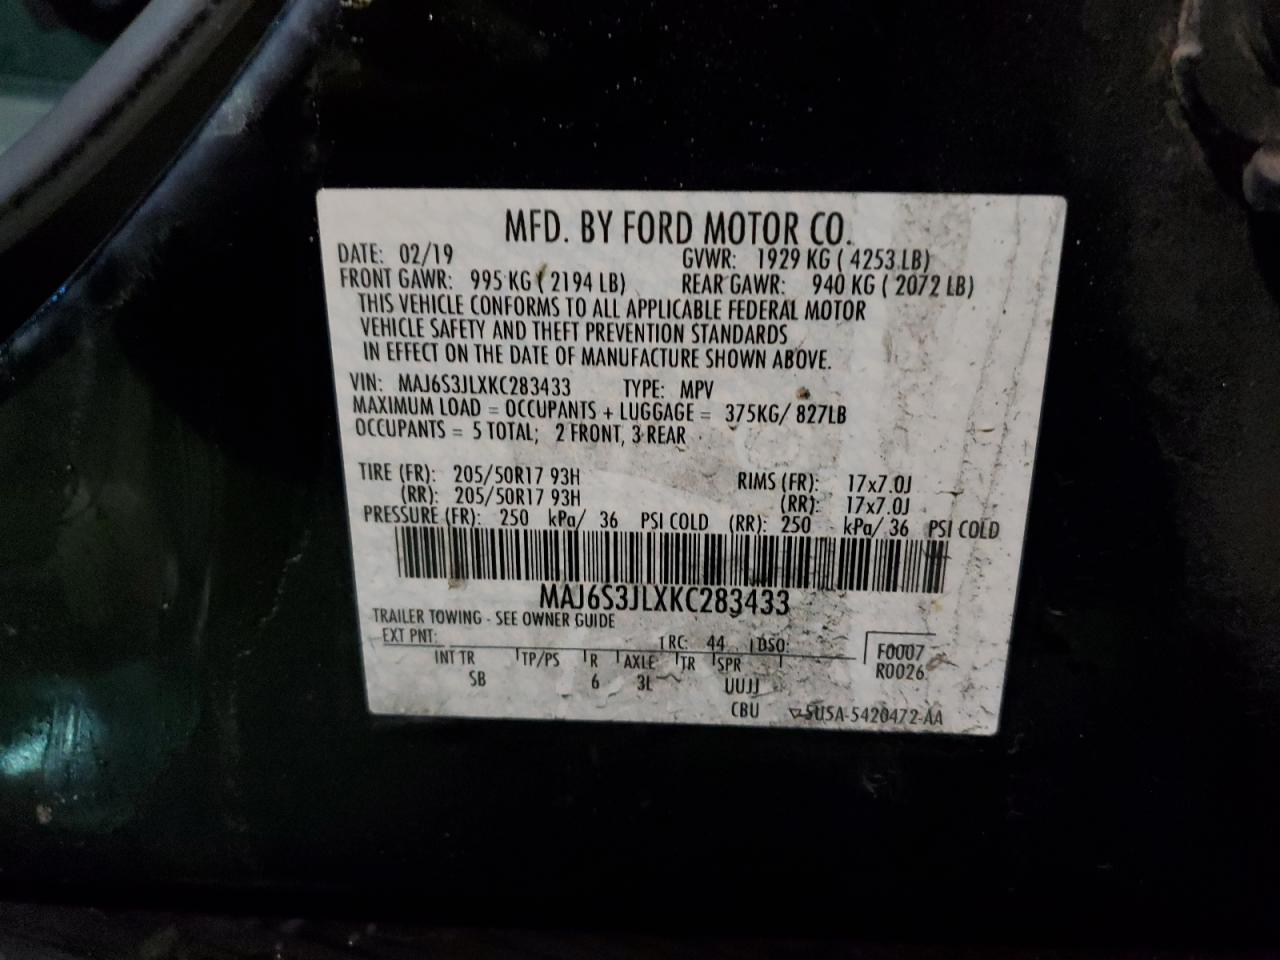 MFD. BY FORD MOTOR CO.
DATE: 02/19 GVWR: 1929 KG ( 4253 LB)
FRONT GAWR: 995 KG ( 2194 LB) REAR GAWR: 940 KG ( 2072 LB)
THIS VEHICLE CONFORMS TO ALL APPLICABLE FEDERAL MOTOR
VEHICLE SAFETY AND THEFT PREVENTION STANDARDS
IN EFFECT ON THE DATE OF MANUFACTURE SHOWN ABOVE.
VIN: MAJ6S3JLXKC283433 TYPE: MPV
MAXIMUM LOAD = OCCUPANTS + LUGGAGE = 375KG/ 827LB
OCCUPANTS = 5 TOTAL; 2 FRONT, 3 REAR
TIRE (FR): 205/50R17 93H RIMS (FR): 17x7.0J
(RR): 205/50R17 93H (RR): 17x7.0J
PRESSURE (FR): 250 kPa/ 36 PSI COLD (RR): 250 kPa/ 36 PSI COLD
MAJ6S3JLXKC283433
TRAILER TOWING - SEE OWNER GUIDE
EXT PNT: RC: 44 DSO: F0007
INT TR TP/PS R AXLE TR SPR R0026
SB 6 3L UUJJ
CBU 5U5A-5420472-AA